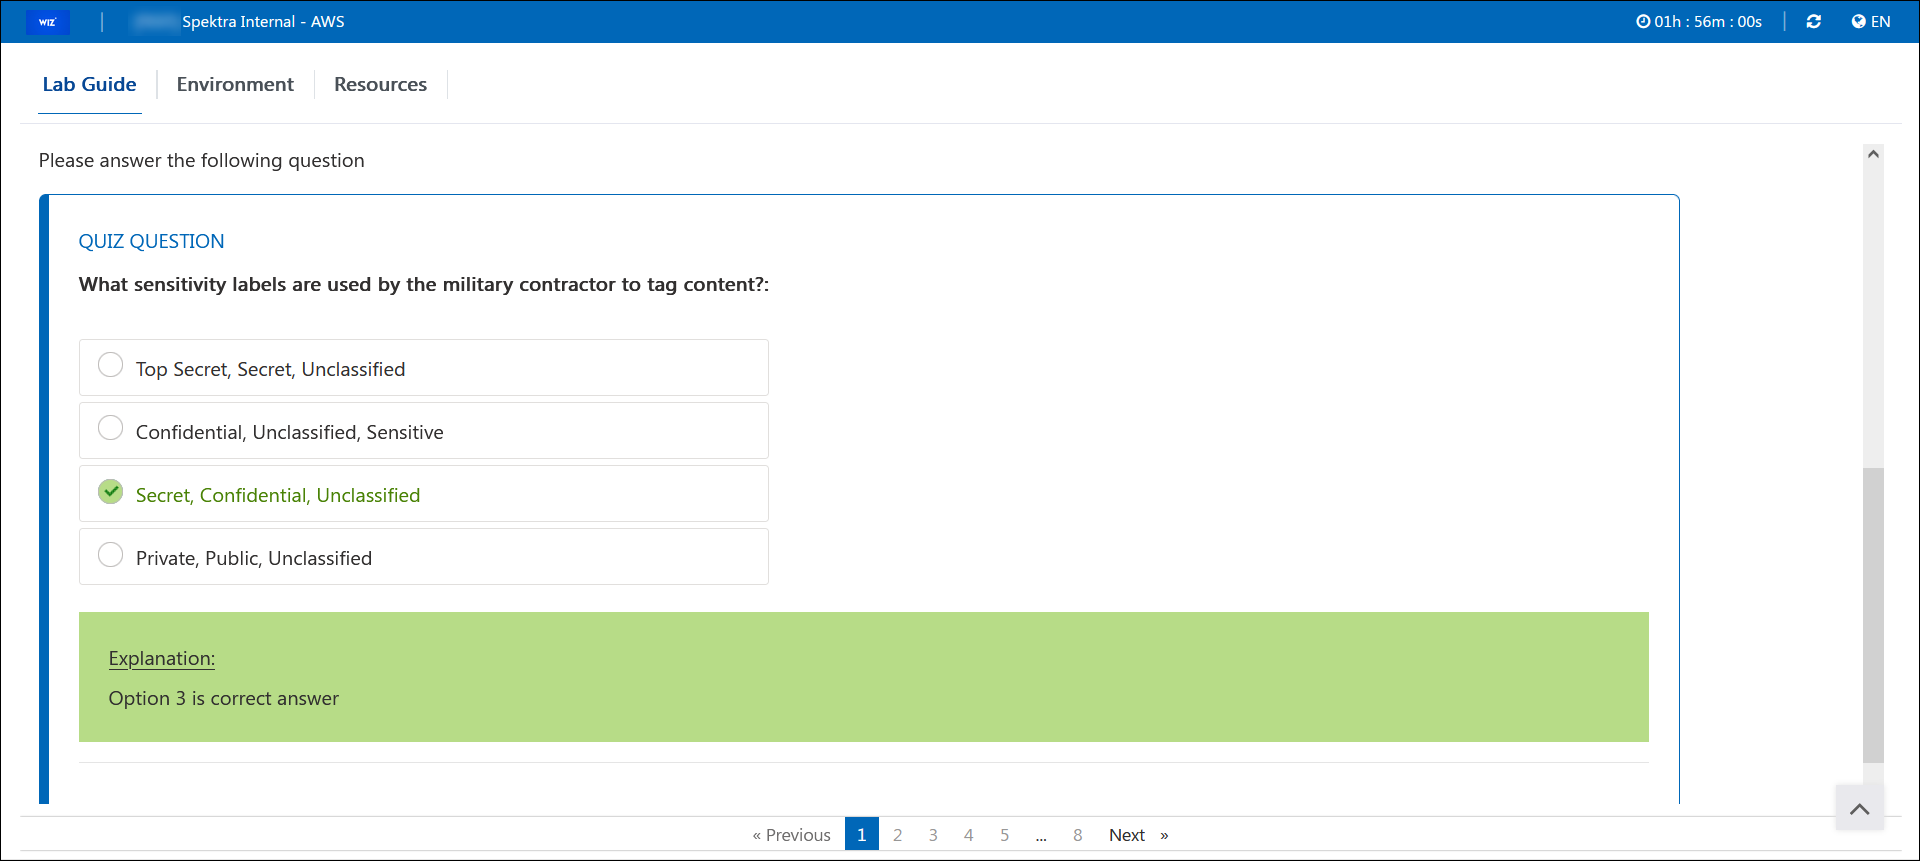 WIZ
Spektra Internal - AWS
01h : 56m : 00s
EN
Lab Guide
Environment
Resources
Please answer the following question
QUIZ QUESTION
What sensitivity labels are used by the military contractor to tag content?:
Top Secret, Secret, Unclassified
Confidential, Unclassified, Sensitive
Secret, Confidential, Unclassified
Private, Public, Unclassified
Explanation:
Option 3 is correct answer
« Previous 1 2 3 4 5 ... 8 Next »